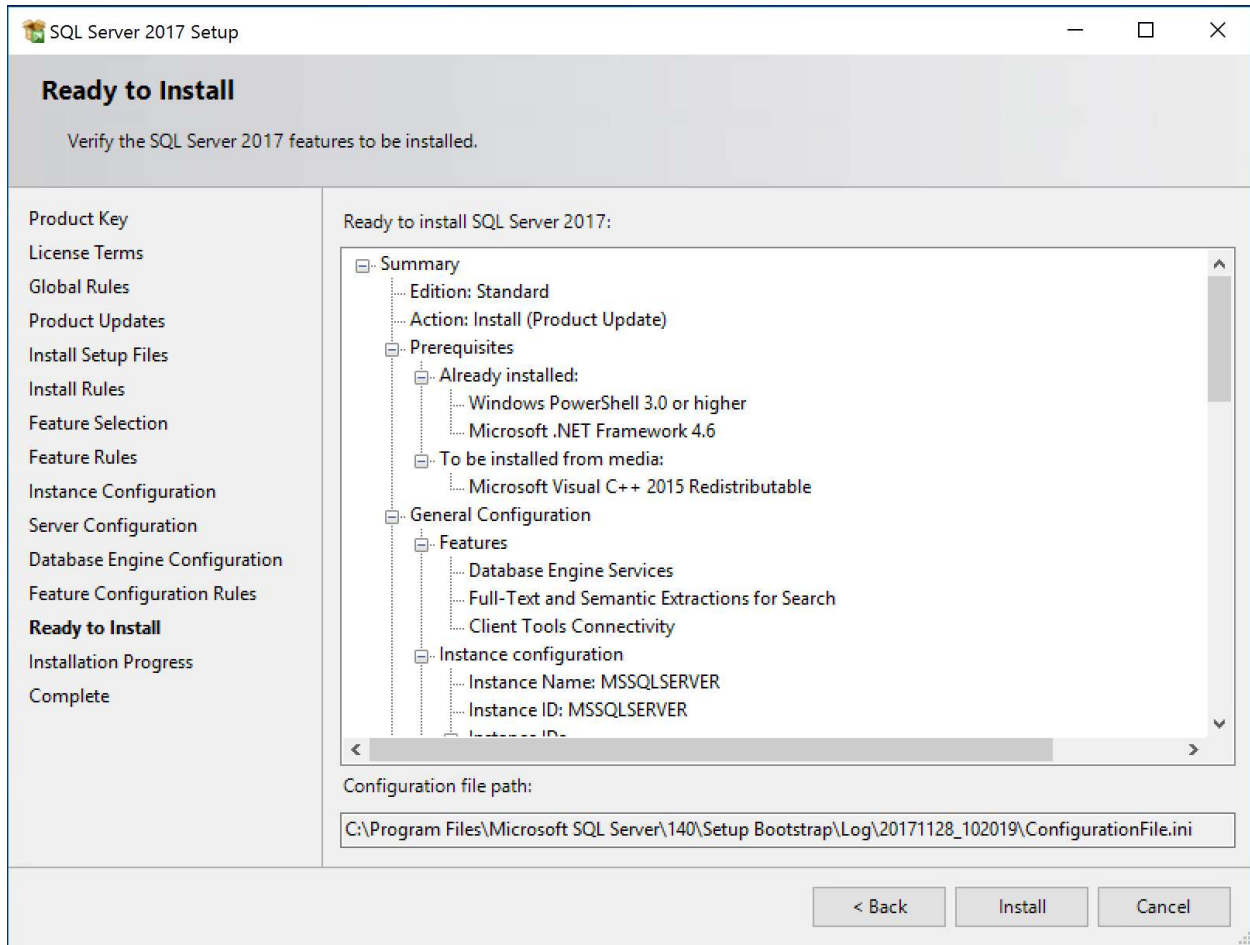 SQL Server 2017 Setup
Ready to Install
Verify the SQL Server 2017 features to be installed.
Product Key
License Terms
Global Rules
Product Updates
Install Setup Files
Install Rules
Feature Selection
Feature Rules
Instance Configuration
Server Configuration
Database Engine Configuration
Feature Configuration Rules
Ready to Install
Installation Progress
Complete
Ready to install SQL Server 2017:
Summary
Edition: Standard
Action: Install (Product Update)
Prerequisites
Already installed:
Windows PowerShell 3.0 or higher
Microsoft .NET Framework 4.6
To be installed from media:
Microsoft Visual C++ 2015 Redistributable
General Configuration
Features
Database Engine Services
Full-Text and Semantic Extractions for Search
Client Tools Connectivity
Instance configuration
Instance Name: MSSQLSERVER
Instance ID: MSSQLSERVER
Instance IDs
Configuration file path:
C:\Program Files\Microsoft SQL Server\140\Setup Bootstrap\Log\20171128_102019\ConfigurationFile.ini
< Back
Install
Cancel